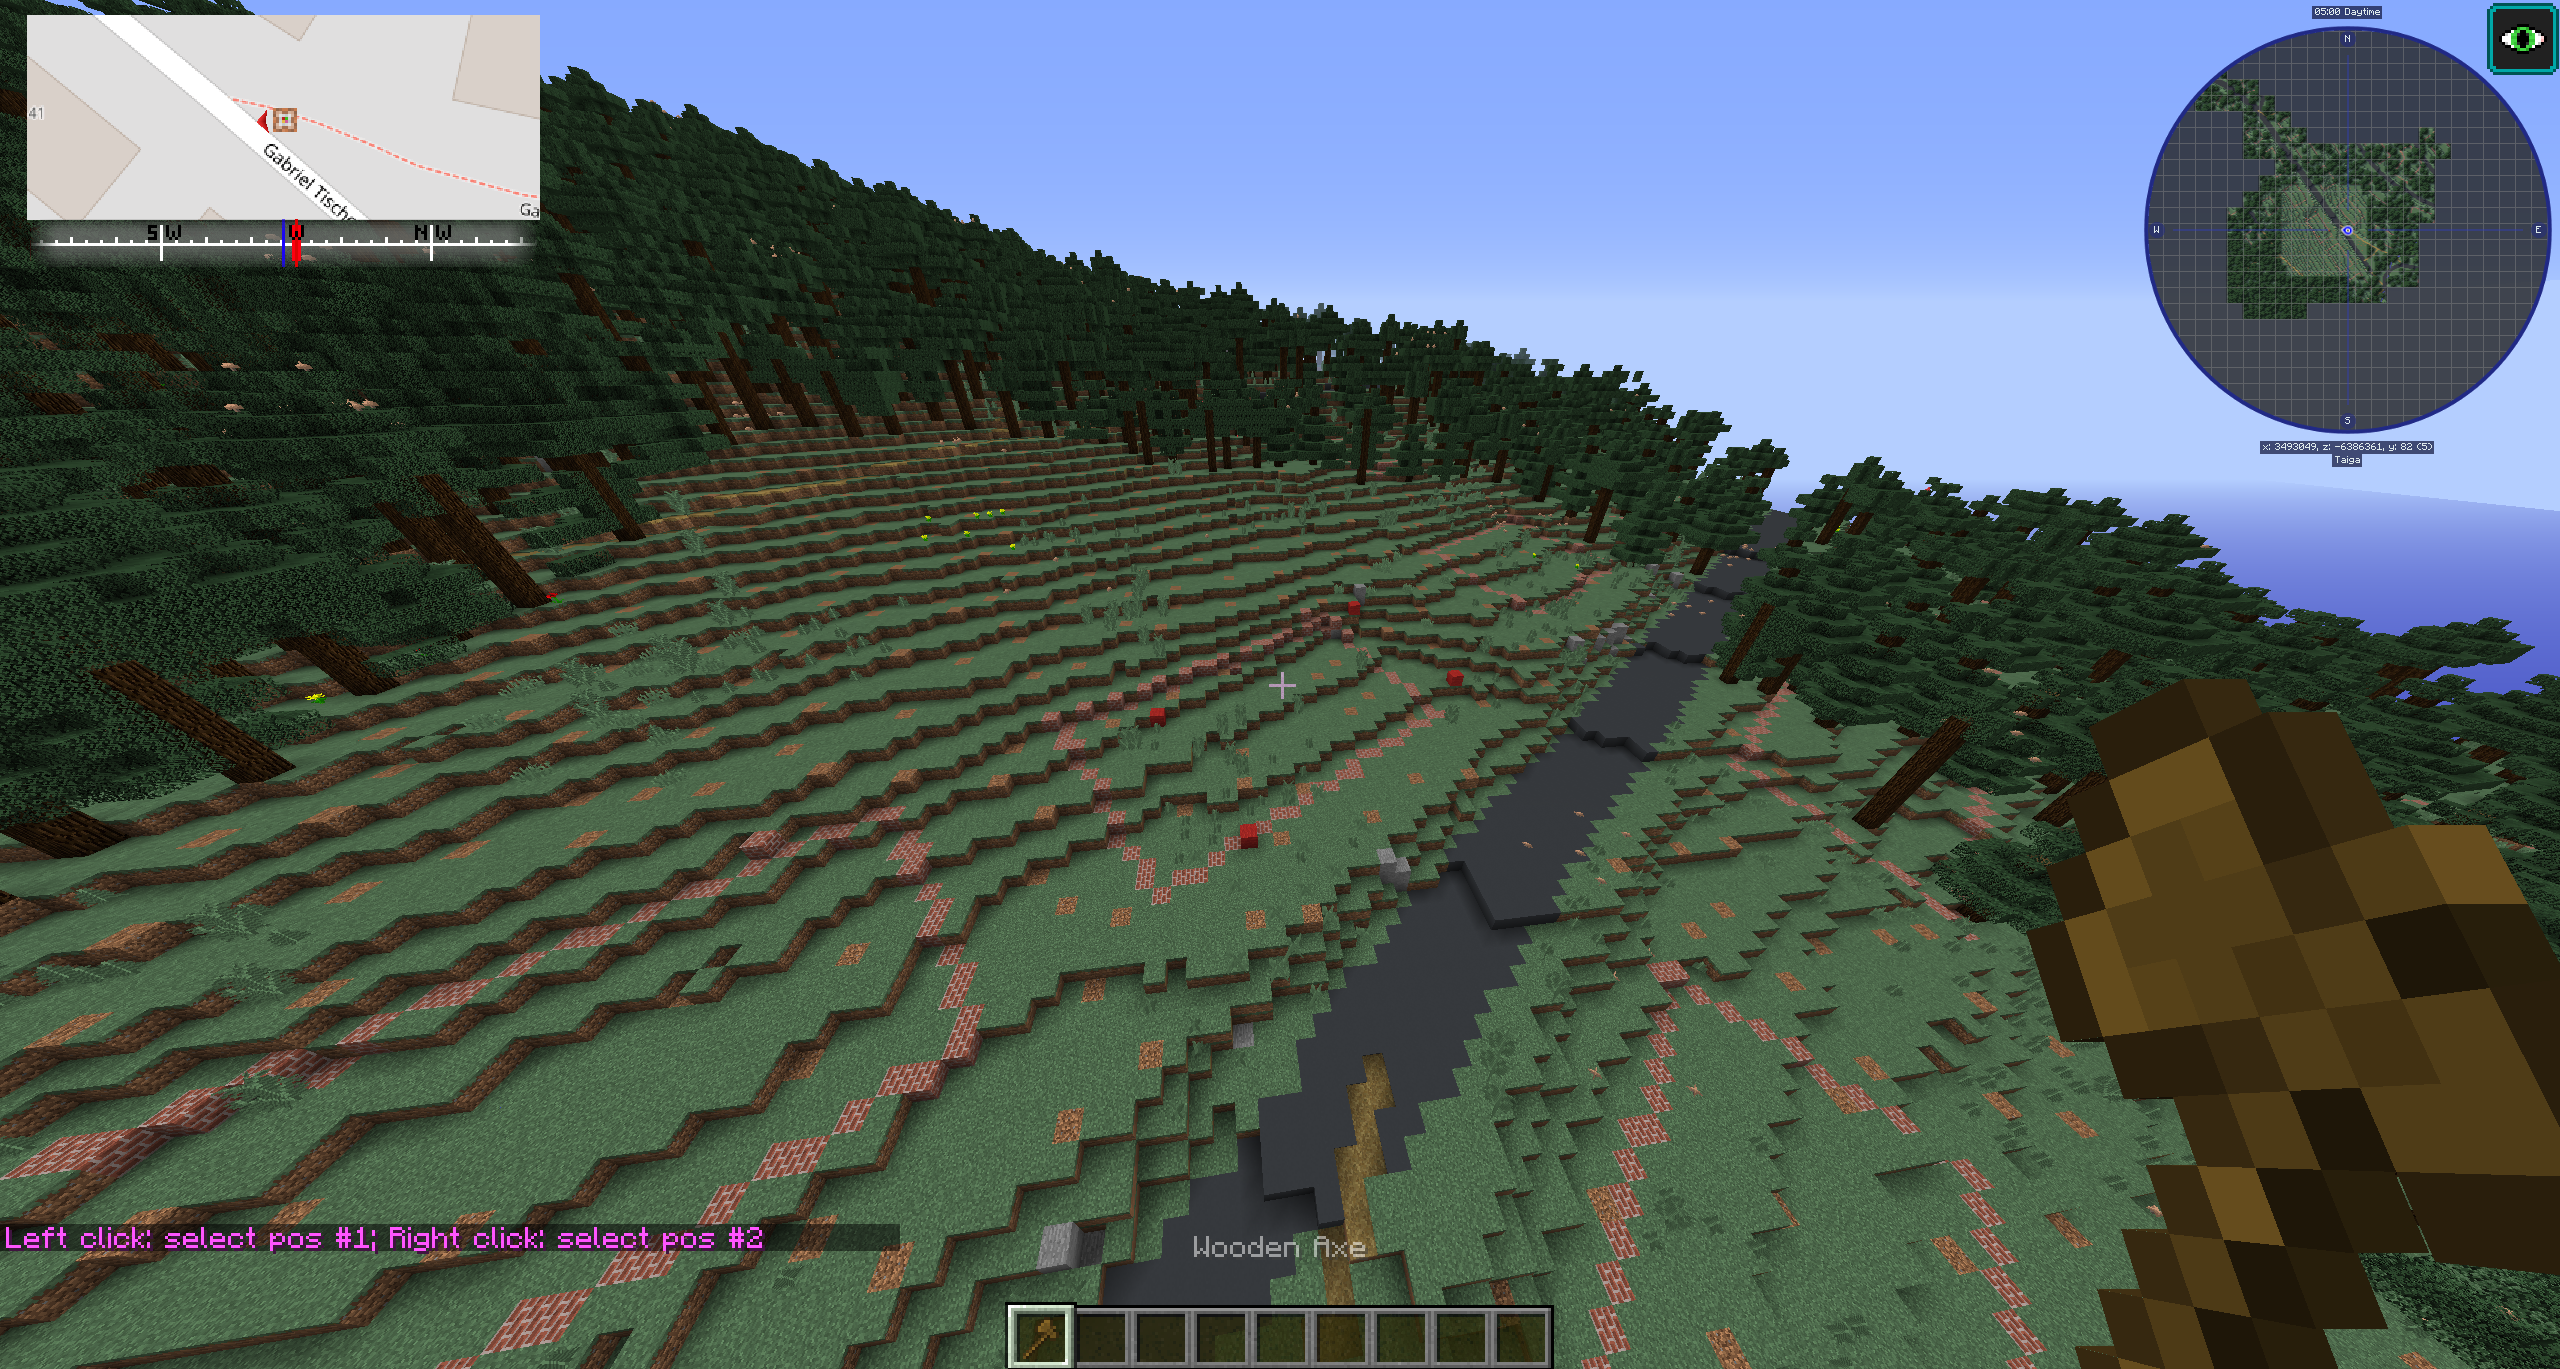 41
Gabriel Tische
Ga
SW
W
NW
05:00 Daytime
N
W
E
S
x: 3493049, z: -6386361, y: 82 (5)
Taiga
Left click: select pos #1; Right click: select pos #2
Wooden Axe